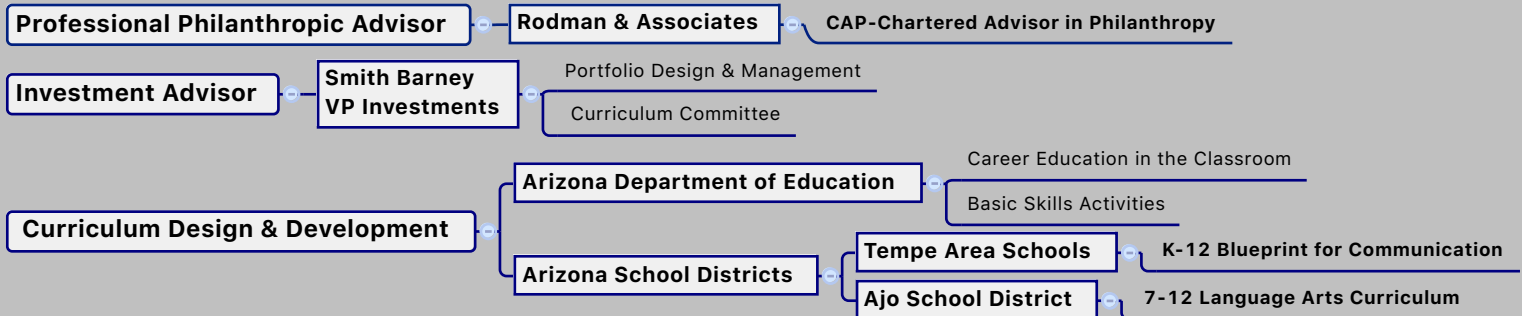 Professional Philanthropic Advisor
Rodman & Associates
CAP-Chartered Advisor in Philanthropy
Investment Advisor
Smith Barney
VP Investments
Portfolio Design & Management
Curriculum Committee
Curriculum Design & Development
Arizona Department of Education
Career Education in the Classroom
Basic Skills Activities
Arizona School Districts
Tempe Area Schools
K-12 Blueprint for Communication
Ajo School District
7-12 Language Arts Curriculum